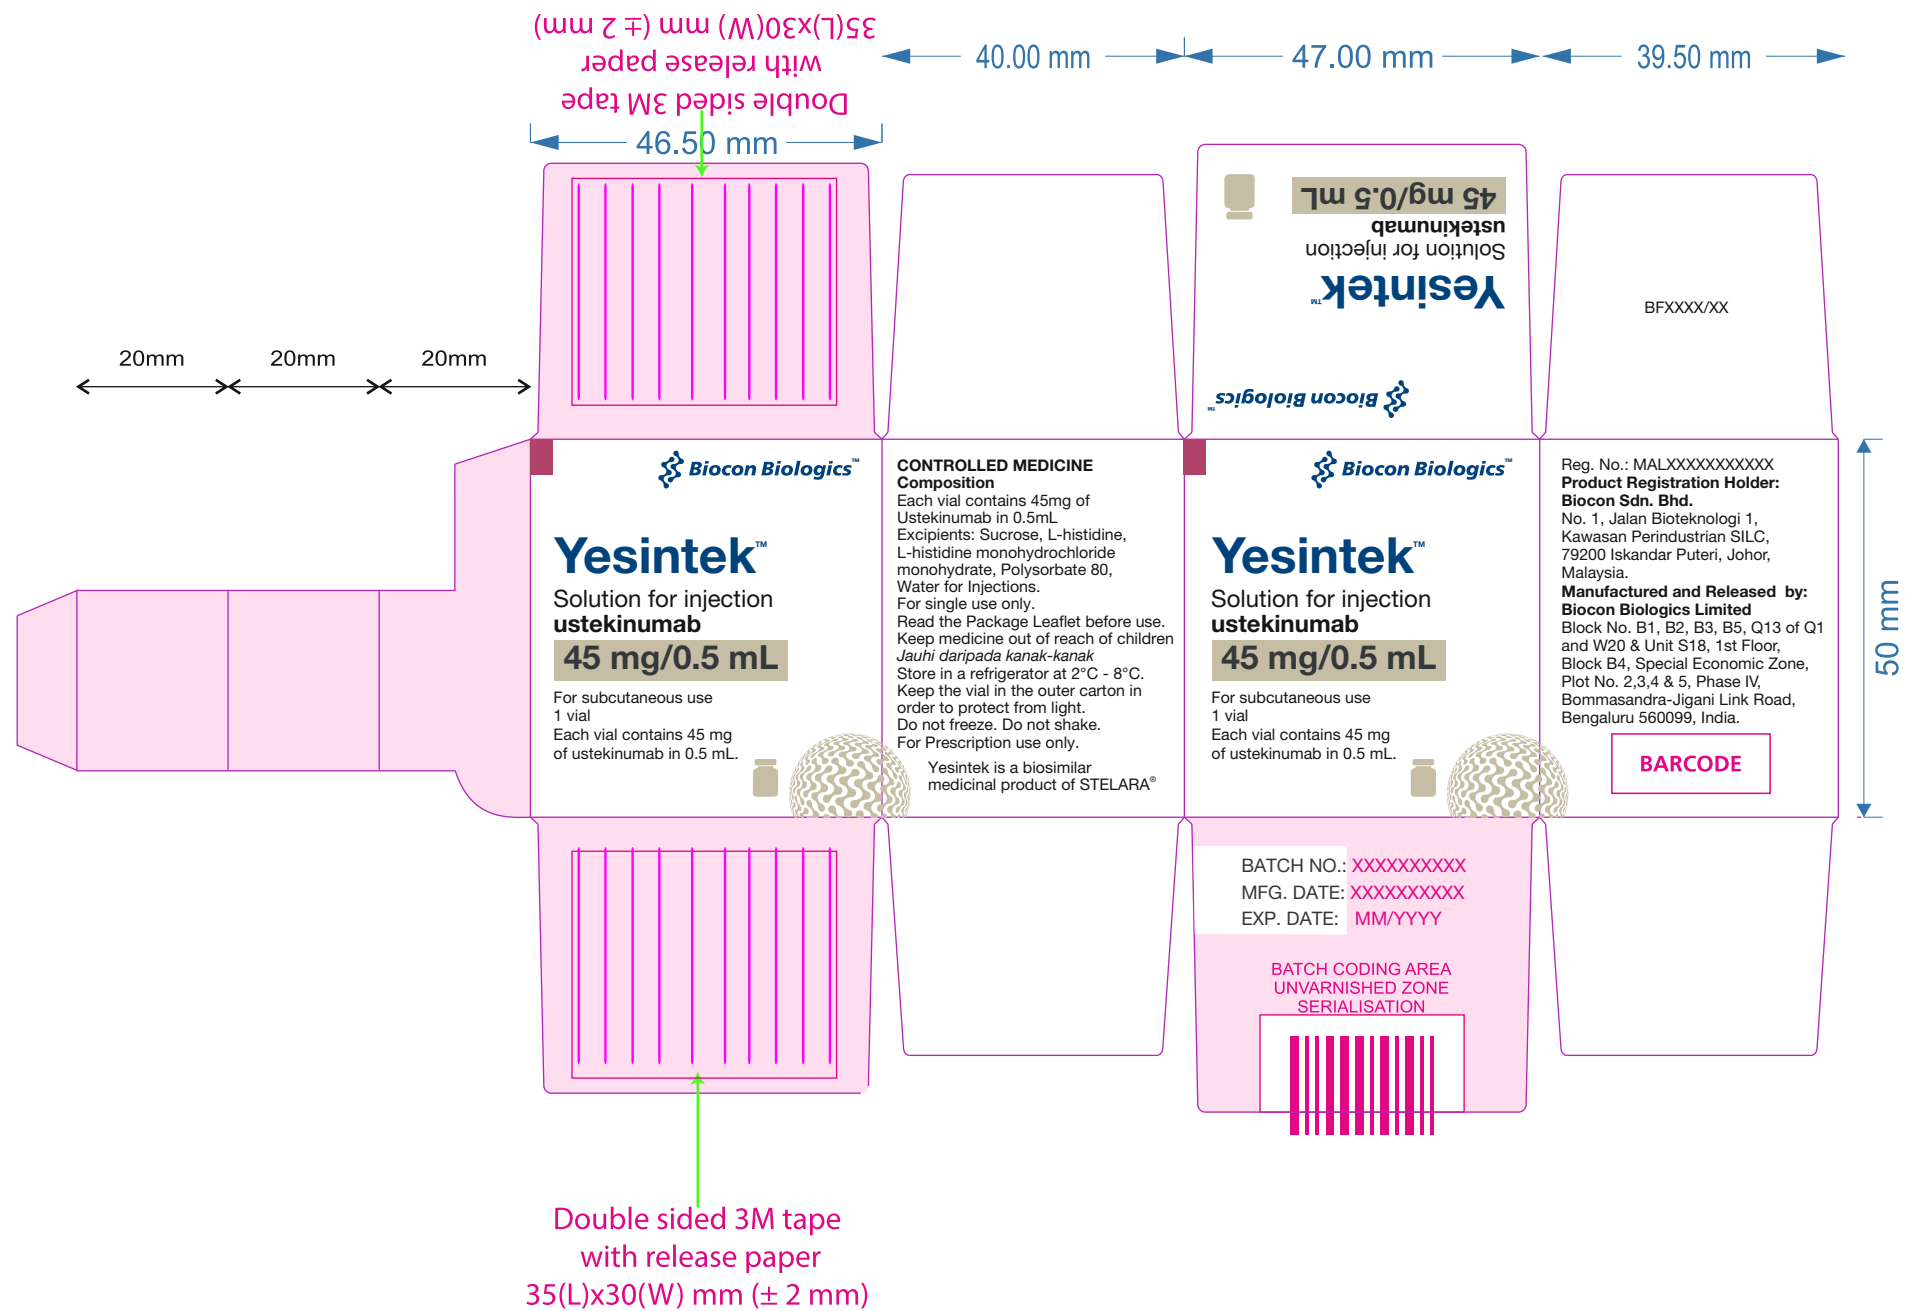 Double sided 3M tape
with release paper
35(L)x30(W) mm (± 2 mm)
40.00 mm
47.00 mm
39.50 mm
46.50 mm
20mm
20mm
20mm
45 mg/0.5 mL
ustekinumab
Solution for injection
Yesintek™
Biocon Biologics™
BFXXXX/XX
Biocon Biologics™
Yesintek™
Solution for injection
ustekinumab
45 mg/0.5 mL
For subcutaneous use
1 vial
Each vial contains 45 mg
of ustekinumab in 0.5 mL.
CONTROLLED MEDICINE
Composition
Each vial contains 45mg of
Ustekinumab in 0.5mL
Excipients: Sucrose, L-histidine,
L-histidine monohydrochloride
monohydrate, Polysorbate 80,
Water for Injections.
For single use only.
Read the Package Leaflet before use.
Keep medicine out of reach of children
Jauhi daripada kanak-kanak
Store in a refrigerator at 2°C - 8°C.
Keep the vial in the outer carton in
order to protect from light.
Do not freeze. Do not shake.
For Prescription use only.
Yesintek is a biosimilar
medicinal product of STELARA®
Biocon Biologics™
Yesintek™
Solution for injection
ustekinumab
45 mg/0.5 mL
For subcutaneous use
1 vial
Each vial contains 45 mg
of ustekinumab in 0.5 mL.
Reg. No.: MALXXXXXXXXXXX
Product Registration Holder:
Biocon Sdn. Bhd.
No. 1, Jalan Bioteknologi 1,
Kawasan Perindustrian SILC,
79200 Iskandar Puteri, Johor,
Malaysia.
Manufactured and Released  by:
Biocon Biologics Limited
Block No. B1, B2, B3, B5, Q13 of Q1
and W20 & Unit S18, 1st Floor,
Block B4, Special Economic Zone,
Plot No. 2,3,4 & 5, Phase IV,
Bommasandra-Jigani Link Road,
Bengaluru 560099, India.
BARCODE
50 mm
BATCH NO.: XXXXXXXXXX
MFG. DATE: XXXXXXXXXX
EXP. DATE: MM/YYYY
BATCH CODING AREA
UNVARNISHED ZONE
SERIALISATION
Double sided 3M tape
with release paper
35(L)x30(W) mm (± 2 mm)